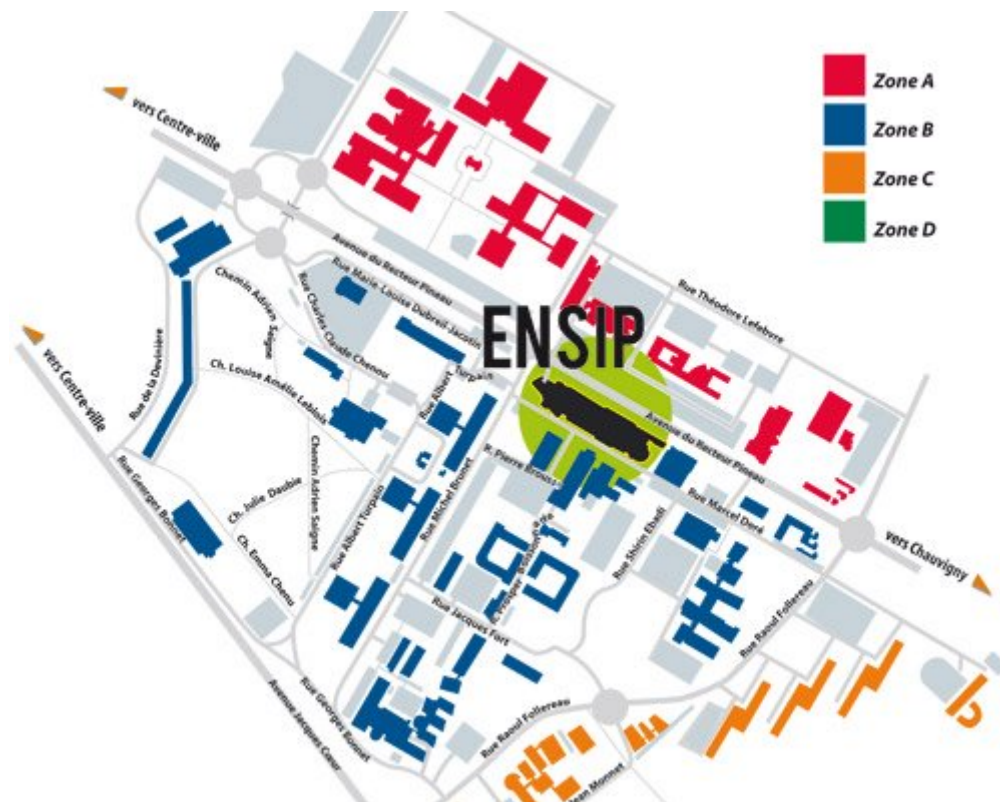 Zone A
Zone B
Zone C
Zone D
vers Centre-ville
Avenue du Recteur Pineau
Rue Marie-Louise Dubreil-Jacotin
Rue Théodore Lefebvre
Chemin Adrien Saigne
Rue Charles Claude Chenou
ENSIP
vers Centre-ville
Rue de la Devinière
Ch. Louise Amélie Leblois
Rue Albert Turpain
Avenue du Recteur Pineau
Chemin Adrien Saigne
R. Pierre Brousse
Rue Michel Brunet
Rue Marcel Doré
Rue Georges Bonnet
Ch. Julie Daubie
Ch. Emma Chenu
Rue Albert Turpain
Rue Shirin Ebadi
vers Chauvigny
Rue Jacques Fort
Rue Raoul Follereau
Rue Georges Bonnet
Avenue Jacques Cœur
Rue Raoul Follereau
Jean Monnet